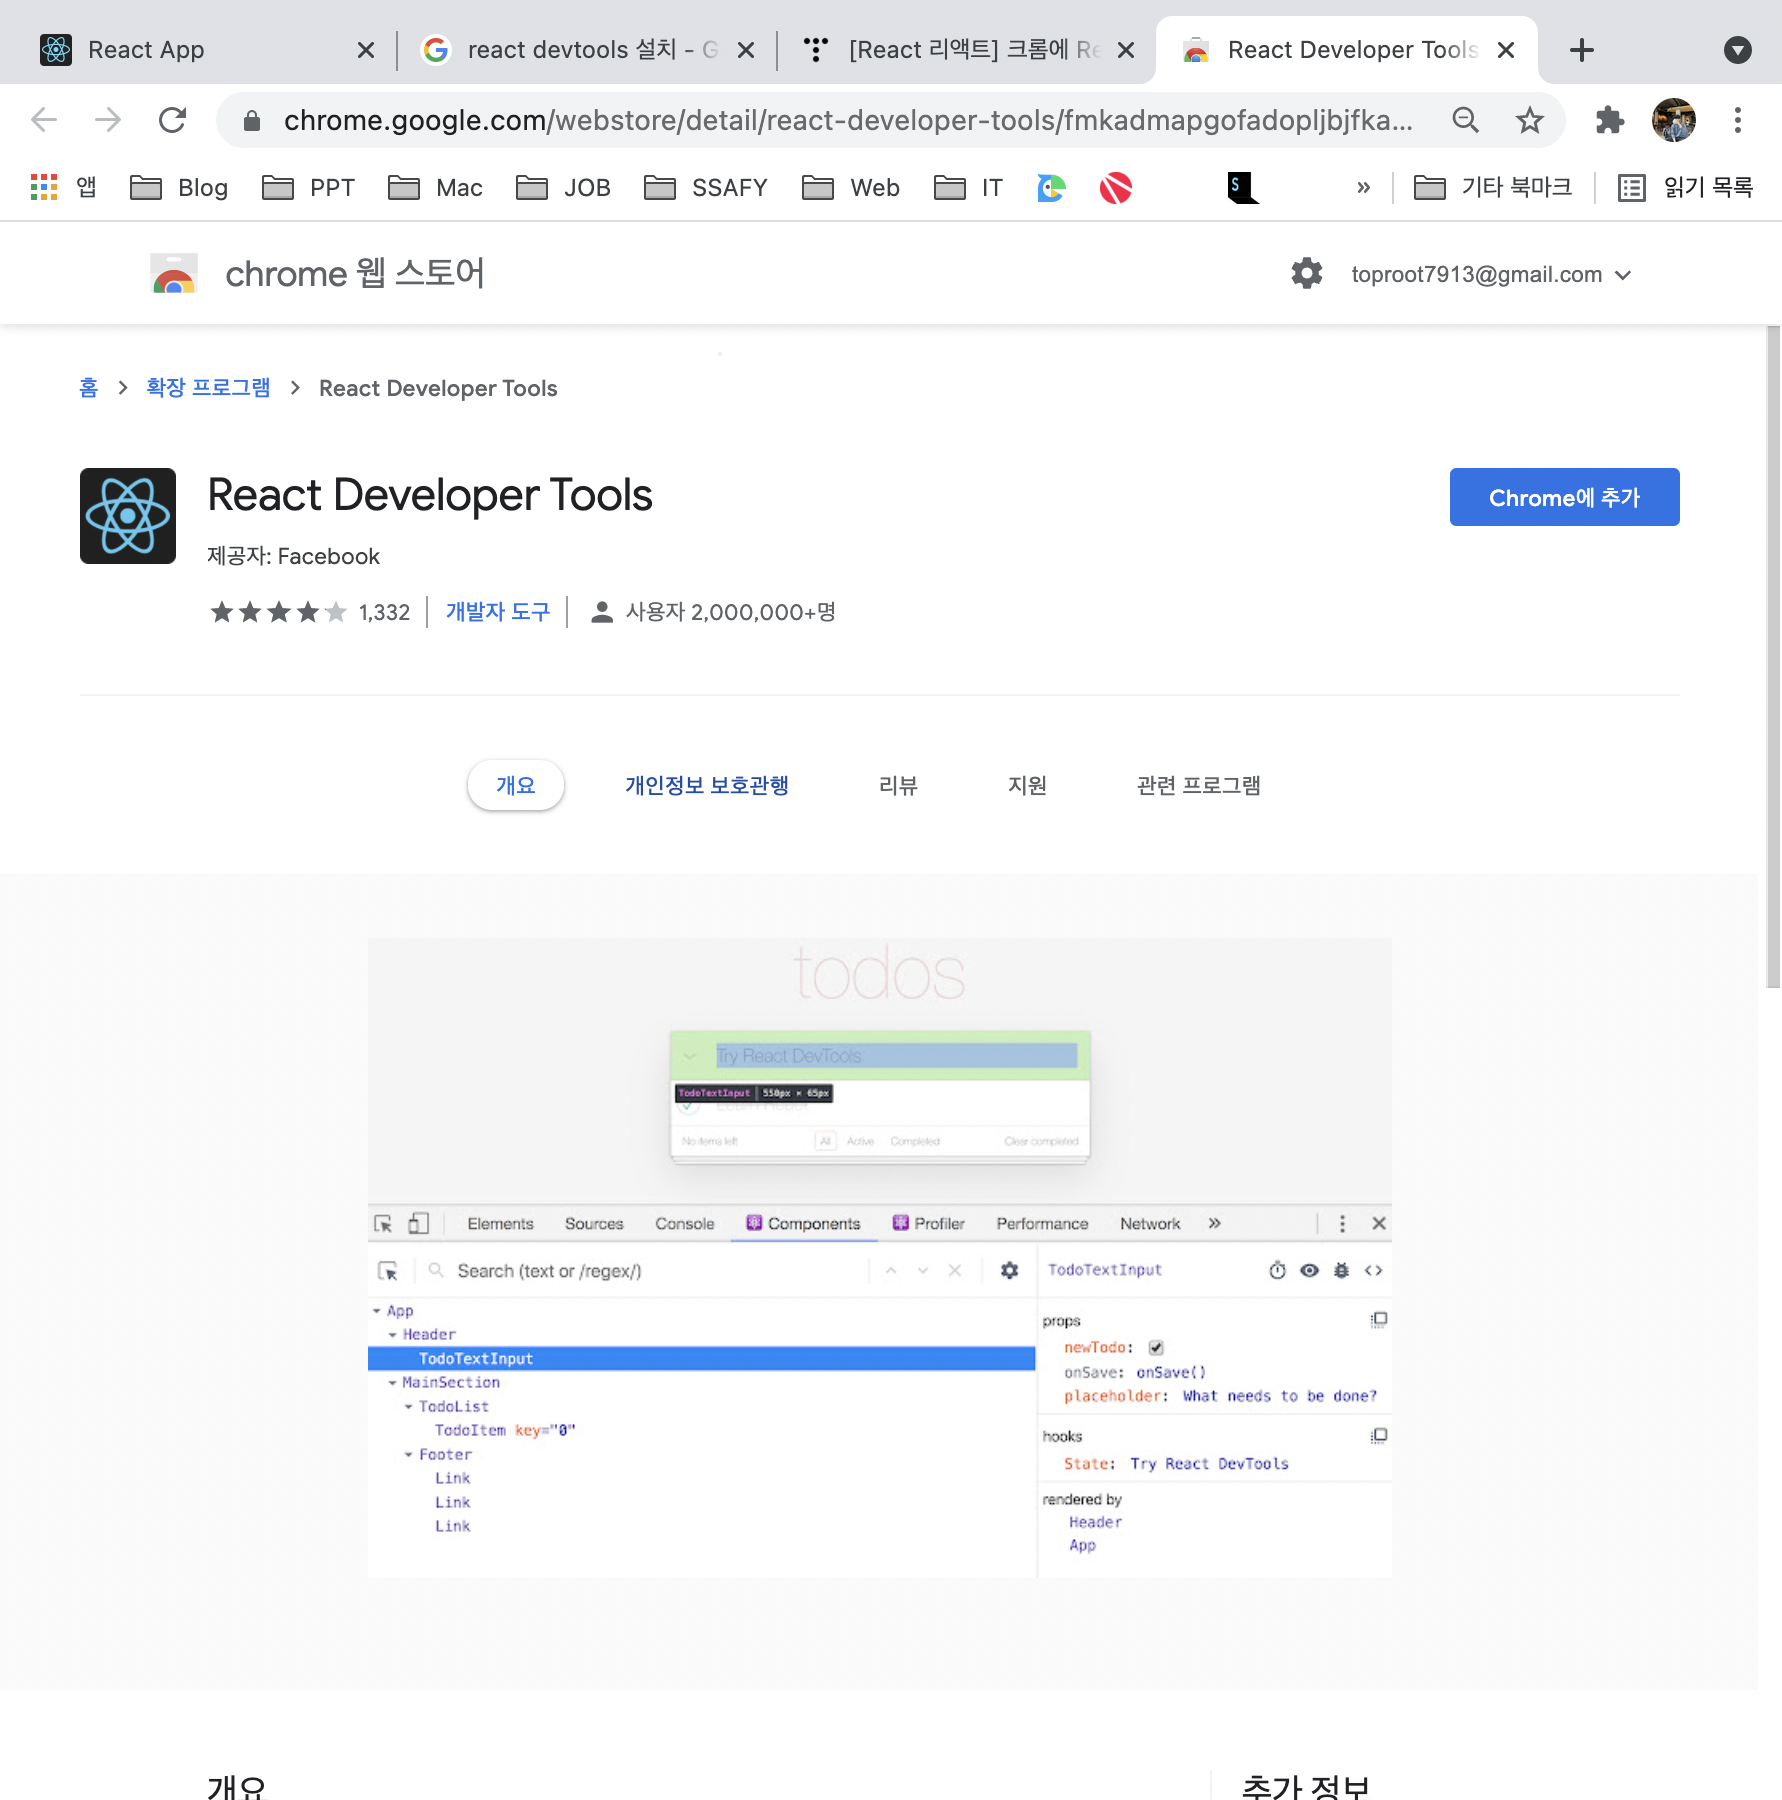 React App
react devtools 설치 - G
[React 리액트] 크롬에 Re
React Developer Tools
chrome.google.com/webstore/detail/react-developer-tools/fmkadmapgofadopljbjfka...
앱 Blog PPT Mac JOB SSAFY Web IT S » 기타 북마크 읽기 목록
chrome 웹 스토어
toproot7913@gmail.com
홈 > 확장 프로그램 > React Developer Tools
React Developer Tools
Chrome에 추가
제공자: Facebook
1,332 개발자 도구 사용자 2,000,000+명
개요 개인정보 보호관행 리뷰 지원 관련 프로그램
todos
Try React DevTools
TodoTextInput 550px × 65px
No items left All Active Completed Clear completed
Elements Sources Console Components Profiler Performance Network »
Search (text or /regex/)
App
Header
TodoTextInput
MainSection
TodoList
TodoItem key="0"
Footer
Link
Link
Link
TodoTextInput
props
newTodo:
onSave: onSave()
placeholder: What needs to be done?
hooks
State: Try React DevTools
rendered by
Header
App
개요
추가 정보